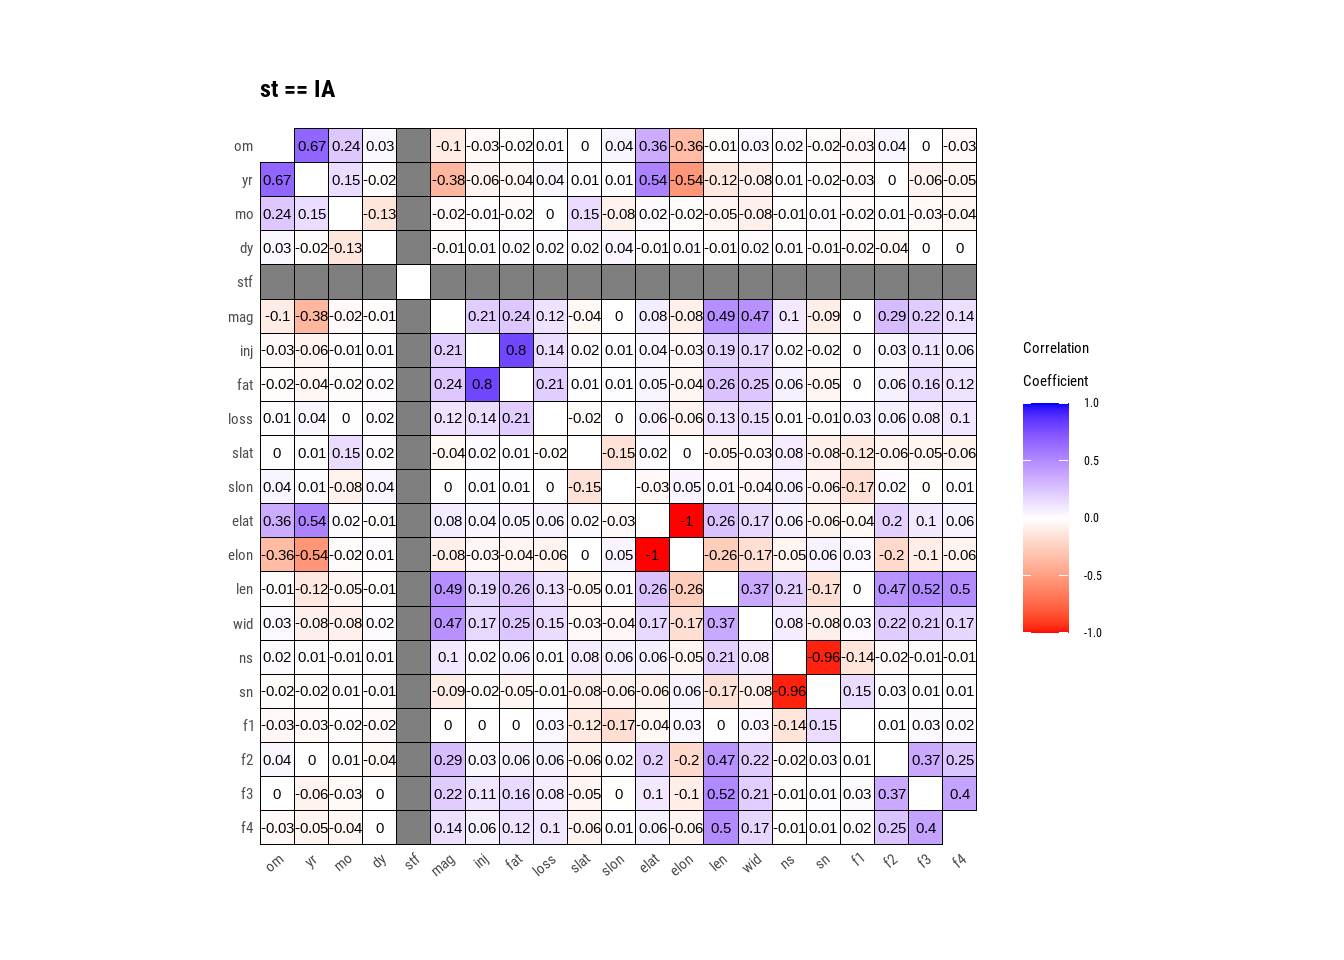 st == IA
om 0.67 0.24 0.03 -0.1 -0.03 -0.02 0.01 0 0.04 0.36 -0.36 -0.01 0.03 0.02 -0.02 -0.03 0.04 0 -0.03
yr 0.67 0.15 -0.02 -0.38 -0.06 -0.04 0.04 0.01 0.01 0.54 -0.54 -0.12 -0.08 0.01 -0.02 -0.03 0 -0.06 -0.05
mo 0.24 0.15 -0.13 -0.02 -0.01 -0.02 0 0.15 -0.08 0.02 -0.02 -0.05 -0.08 -0.01 0.01 -0.02 0.01 -0.03 -0.04
dy 0.03 -0.02 -0.13 -0.01 0.01 0.02 0.02 0.02 0.04 -0.01 0.01 -0.01 0.02 0.01 -0.01 -0.02 -0.04 0 0
stf
mag -0.1 -0.38 -0.02 -0.01 0.21 0.24 0.12 -0.04 0 0.08 -0.08 0.49 0.47 0.1 -0.09 0 0.29 0.22 0.14
inj -0.03 -0.06 -0.01 0.01 0.21 0.8 0.14 0.02 0.01 0.04 -0.03 0.19 0.17 0.02 -0.02 0 0.03 0.11 0.06
fat -0.02 -0.04 -0.02 0.02 0.24 0.8 0.21 0.01 0.01 0.05 -0.04 0.26 0.25 0.06 -0.05 0 0.06 0.16 0.12
loss 0.01 0.04 0 0.02 0.12 0.14 0.21 -0.02 0 0.06 -0.06 0.13 0.15 0.01 -0.01 0.03 0.06 0.08 0.1
slat 0 0.01 0.15 0.02 -0.04 0.02 0.01 -0.02 -0.15 0.02 0 -0.05 -0.03 0.08 -0.08 -0.12 -0.06 -0.05 -0.06
slon 0.04 0.01 -0.08 0.04 0 0.01 0.01 0 -0.15 -0.03 0.05 0.01 -0.04 0.06 -0.06 -0.17 0.02 0 0.01
elat 0.36 0.54 0.02 -0.01 0.08 0.04 0.05 0.06 0.02 -0.03 -1 0.26 0.17 0.06 -0.06 -0.04 0.2 0.1 0.06
elon -0.36 -0.54 -0.02 0.01 -0.08 -0.03 -0.04 -0.06 0 0.05 -1 -0.26 -0.17 -0.05 0.06 0.03 -0.2 -0.1 -0.06
len -0.01 -0.12 -0.05 -0.01 0.49 0.19 0.26 0.13 -0.05 0.01 0.26 -0.26 0.37 0.21 -0.17 0 0.47 0.52 0.5
wid 0.03 -0.08 -0.08 0.02 0.47 0.17 0.25 0.15 -0.03 -0.04 0.17 -0.17 0.37 0.08 -0.08 0.03 0.22 0.21 0.17
ns 0.02 0.01 -0.01 0.01 0.1 0.02 0.06 0.01 0.08 0.06 0.06 -0.05 0.21 0.08 -0.96 -0.14 -0.02 -0.01 -0.01
sn -0.02 -0.02 0.01 -0.01 -0.09 -0.02 -0.05 -0.01 -0.08 -0.06 -0.06 0.06 -0.17 -0.08 -0.96 0.15 0.03 0.01 0.01
f1 -0.03 -0.03 -0.02 -0.02 0 0 0 0.03 -0.12 -0.17 -0.04 0.03 0 0.03 -0.14 0.15 0.01 0.03 0.02
f2 0.04 0 0.01 -0.04 0.29 0.03 0.06 0.06 -0.06 0.02 0.2 -0.2 0.47 0.22 -0.02 0.03 0.01 0.37 0.25
f3 0 -0.06 -0.03 0 0.22 0.11 0.16 0.08 -0.05 0 0.1 -0.1 0.52 0.21 -0.01 0.01 0.03 0.37 0.4
f4 -0.03 -0.05 -0.04 0 0.14 0.06 0.12 0.1 -0.06 0.01 0.06 -0.06 0.5 0.17 -0.01 0.01 0.02 0.25 0.4
om yr mo dy stf mag inj fat loss slat slon elat elon len wid ns sn f1 f2 f3 f4
Correlation
Coefficient
1.0
0.5
0.0
-0.5
-1.0